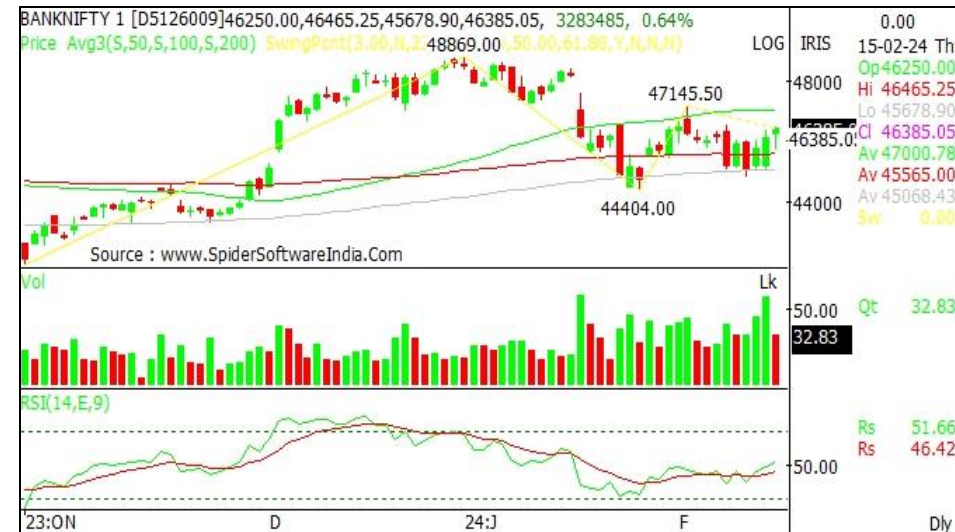 BANKNIFTY 1 [D5126009]46250.00,46465.25,45678.90,46385.05, 3283485, 0.64%
Price Avg3(S,50,S,100,S,200) SwingPcnt(3.00,N,2 50.00,61.80,Y,N,N,N)
48869.00
LOG
47145.50
44404.00
Source : www.SpiderSoftwareIndia.Com
48000
46385.0
44000
IRIS
0.00
15-02-24 Th
Op 46250.00
Hi 46465.25
Lo 45678.90
Cl 46385.05
Av 47000.78
Av 45565.00
Av 45068.43
Sw 0.00
Vol
Lk
50.00
32.83
Qt 32.83
RSI(14,E,9)
50.00
Rs 51.66
Rs 46.42
'23:ON D 24:J F
Dly